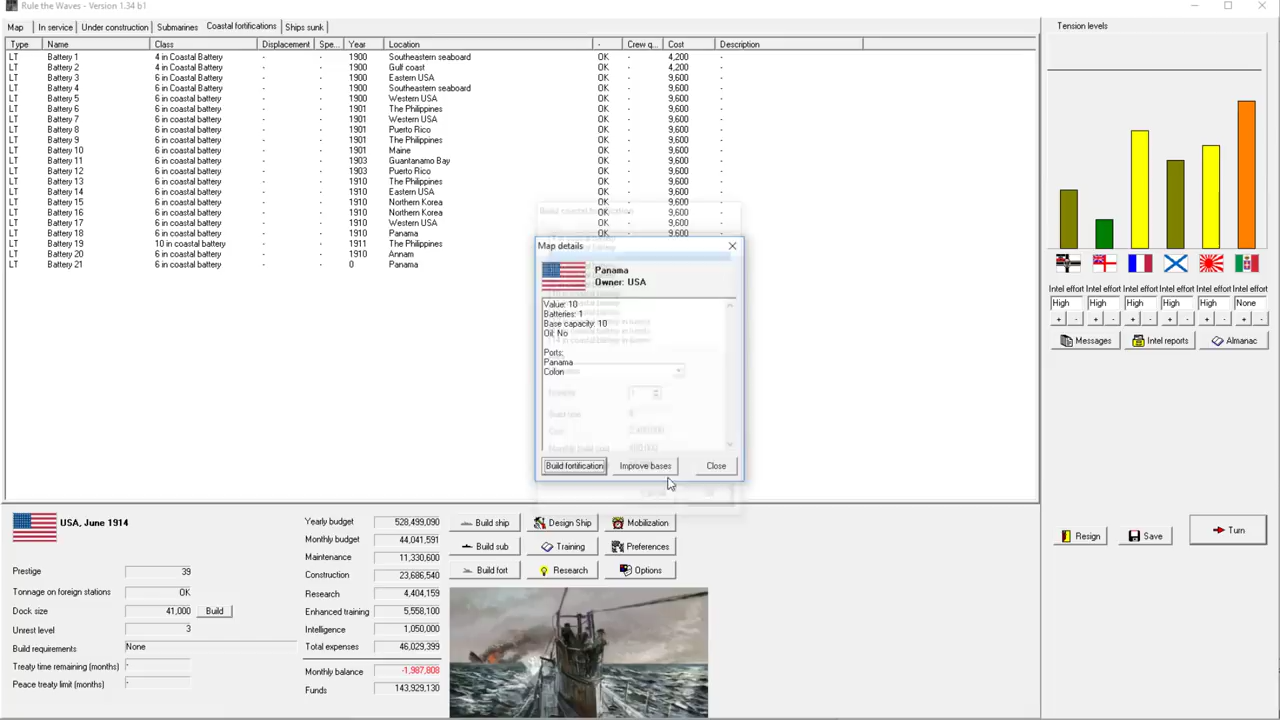 Rule the Waves - Version 1.34 b1
Map In service Under construction Submarines Coastal fortifications Ships sunk
Type Name Class Displacement Spe... Year Location - Crew q... Cost Description
LT Battery 1 4 in Coastal Battery - - 1900 Southeastern seaboard OK - 4,200 -
LT Battery 2 4 in Coastal Battery - - 1900 Gulf coast OK - 4,200 -
LT Battery 3 6 in coastal battery - - 1900 Eastern USA OK - 9,600 -
LT Battery 4 6 in coastal battery - - 1900 Southeastern seaboard OK - 9,600 -
LT Battery 5 6 in coastal battery - - 1900 Western USA OK - 9,600 -
LT Battery 6 6 in coastal battery - - 1901 The Philippines OK - 9,600 -
LT Battery 7 6 in coastal battery - - 1901 Western USA OK - 9,600 -
LT Battery 8 6 in coastal battery - - 1901 Puerto Rico OK - 9,600 -
LT Battery 9 6 in coastal battery - - 1901 The Philippines OK - 9,600 -
LT Battery 10 6 in coastal battery - - 1901 Maine OK - 9,600 -
LT Battery 11 6 in coastal battery - - 1903 Guantanamo Bay OK - 9,600 -
LT Battery 12 6 in coastal battery - - 1903 Puerto Rico OK - 9,600 -
LT Battery 13 6 in coastal battery - - 1910 The Philippines OK - 9,600 -
LT Battery 14 6 in coastal battery - - 1910 Eastern USA OK - 9,600 -
LT Battery 15 6 in coastal battery - - 1910 Northern Korea OK - 9,600 -
LT Battery 16 6 in coastal battery - - 1910 Northern Korea OK - 9,600 -
LT Battery 17 6 in coastal battery - - 1910 Western USA OK - 9,600 -
LT Battery 18 6 in coastal battery - - 1910 Panama OK - 9,600 -
LT Battery 19 10 in coastal battery - - 1911 The Philippines
LT Battery 20 6 in coastal battery - - 1910 Annam
LT Battery 21 6 in coastal battery - - 0 Panama
Map details
Panama
Owner: USA
Value: 10
Batteries: 1
Base capacity: 10
Oil: No
Ports:
Panama
Colon
Build fortification Improve bases Close
Tension levels
Intel effort Intel effort Intel effort Intel effort Intel effort Intel effort
High High High High High None
+ - + - + - + - + - + -
Messages Intel reports Almanac
Resign Save Turn
USA, June 1914
Prestige 39
Tonnage on foreign stations OK
Dock size 41,000 Build
Unrest level 3
Build requirements None
Treaty time remaining (months) -
Peace treaty limit (months) -
Yearly budget 528,499,090
Monthly budget 44,041,591
Maintenance 11,330,600
Construction 23,686,540
Research 4,404,159
Enhanced training 5,558,100
Intelligence 1,050,000
Total expenses 46,029,399
Monthly balance -1,987,808
Funds 143,929,130
Build ship Design Ship Mobilization
Build sub Training Preferences
Build fort Research Options